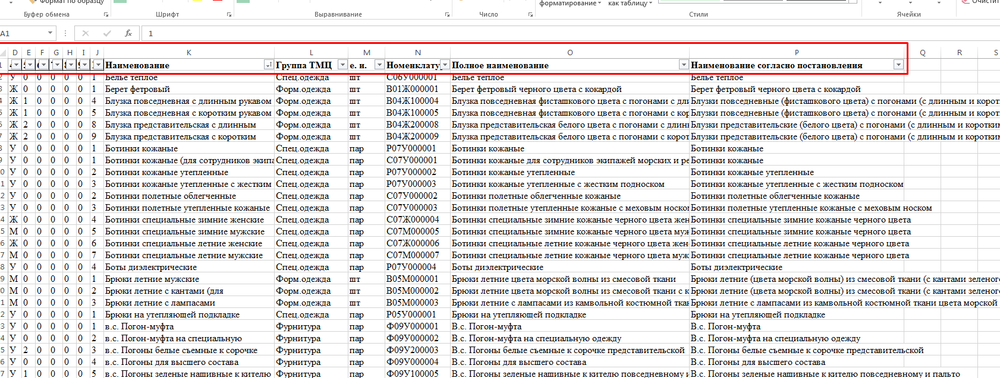 Формат по образцу
форматирование как таблицу Очистит
Буфер обмена Шрифт Выравнивание Число Стили Ячейки
A1 fx 1
D E F G H I J K L M N O P Q R S
Наименование Группа ТМЦ е. и. Номенклату Полное наименование Наименование согласно постановления
2 У 0 0 0 0 0 1 Белье теплое Спец.одежда шт С06У000001 Белье теплое Белье теплое
3 Ж 0 0 0 0 0 1 Берет фетровый Форм.одежда шт В01Ж000001 Берет фетровый черного цвета с кокардой Берет фетровый черного цвета с кокардой
4 Ж 1 0 0 0 0 4 Блузка повседневная с длинным рукавом Форм.одежда шт В04Ж100004 Блузка повседневная фисташкового цвета с погонами с дли Блузки повседневные (фисташкового цвета) с погонами (с длинным и корот
5 Ж 1 0 0 0 0 5 Блузка повседневная с коротким рукавом Форм.одежда шт В04Ж100005 Блузка повседневная фисташкового цвета с погонами с кор Блузки повседневные (фисташкового цвета) с погонами (с длинным и корот
6 Ж 2 0 0 0 0 8 Блузка представительская с длинным Форм.одежда шт В04Ж200008 Блузка представительская белого цвета с погонами с длинн Блузки представительские (белого цвета) с погонами (с длинным и коротким
7 Ж 2 0 0 0 0 9 Блузка представительская с коротким Форм.одежда шт В04Ж200009 Блузка представительская белого цвета с погонами с корот Блузки представительские (белого цвета) с погонами (с длинным и коротким
8 У 0 0 0 0 0 1 Ботинки кожаные Спец.одежда пар Р07У000001 Ботинки кожаные Ботинки кожаные
9 У 0 0 0 0 0 1 Ботинки кожаные (для сотрудников экипа Спец.одежда пар С07У000001 Ботинки кожаные для сотрудников экипажей морских и ре Ботинки кожаные
0 У 0 0 0 0 0 2 Ботинки кожаные утепленные Спец.одежда пар Р07У000002 Ботинки кожаные утепленные Ботинки кожаные утепленные
1 У 0 0 0 0 0 3 Ботинки кожаные утепленные с жестким Спец.одежда пар Р07У000003 Ботинки кожаные утепленные с жестким подноском Ботинки кожаные утепленные с жестким подноском
2 У 0 0 0 0 0 2 Ботинки полетные облегченные Спец.одежда пар С07У000002 Ботинки полетные облегченные кожаные Ботинки полетные облегченные кожаные
3 У 0 0 0 0 0 3 Ботинки полетные утепленные кожаные Спец.одежда пар С07У000003 Ботинки полетные утепленные кожаные с меховым носком Ботинки полетные утепленные кожаные с меховым носком
4 Ж 0 0 0 0 0 4 Ботинки специальные зимние женские Спец.одежда пар С07Ж000004 Ботинки специальные зимние кожаные черного цвета жен Ботинки специальные зимние кожаные черного цвета
5 М 0 0 0 0 0 5 Ботинки специальные зимние мужские Спец.одежда пар С07М000005 Ботинки специальные зимние кожаные черного цвета муж Ботинки специальные зимние кожаные черного цвета
6 Ж 0 0 0 0 0 6 Ботинки специальные летние женские Спец.одежда пар С07Ж000006 Ботинки специальные летние кожаные черного цвета жен Ботинки специальные летние кожаные черного цвета
7 М 0 0 0 0 0 7 Ботинки специальные летние мужские Спец.одежда пар С07М000007 Ботинки специальные летние кожаные черного цвета муж Ботинки специальные летние кожаные черного цвета
8 У 0 0 0 0 0 4 Боты диэлектрические Спец.одежда пар Р07У000004 Боты диэлектрические Боты диэлектрические
9 М 0 0 0 0 0 1 Брюки летние мужские Форм.одежда шт В05М000001 Брюки летние цвета морской волны из смесовой ткани Брюки летние (цвета морской волны) из смесовой ткани (с кантами зеленог
0 М 0 0 0 0 0 2 Брюки летние с кантами (для Форм.одежда шт В05М000002 Брюки летние цвета морской волны из смесовой ткани с к Брюки летние (цвета морской волны) из смесовой ткани (с кантами зеленог
1 М 0 0 0 0 0 3 Брюки летние с лампасами Форм.одежда шт В05М000003 Брюки летние с лампасами из камвольной костюмной тка Брюки летние с лампасами из камвольной костюмной ткани цвета морской
2 У 0 0 0 0 0 1 Брюки на утепляющей подкладке Спец.одежда пар Р05У000001 Брюки на утепляющей подкладке Брюки на утепляющей подкладке
3 У 0 0 0 0 0 1 в.с. Погон-муфта Фурнитура пар Ф09У000001 В.с. Погон-муфта В.с. Погон-муфта
4 У 0 0 0 0 0 2 в.с. Погон-муфта на специальную Фурнитура пар Ф09У000002 В.с. Погон-муфта на специальную одежду В.с. Погон-муфта на специальную одежду
5 У 2 0 0 0 0 3 в.с. Погоны белые съемные к сорочке Фурнитура пар Ф09У200003 В.с. Погоны белые съемные к сорочке представительской В.с. Погоны белые съемные к сорочке представительской
6 У 0 0 0 0 0 4 в.с. Погоны для высшего состава Фурнитура пар Ф09У000004 В.с. Погоны для высшего состава В.с. Погоны для высшего состава
7 У 1 0 0 0 0 5 в.с. Погоны зеленые нашивные к кителю Фурнитура пар Ф09У100005 В.с. Погоны зеленые нашивные к кителю повседневному и В.с. Погоны зеленые нашивные к кителю повседневному и пальто